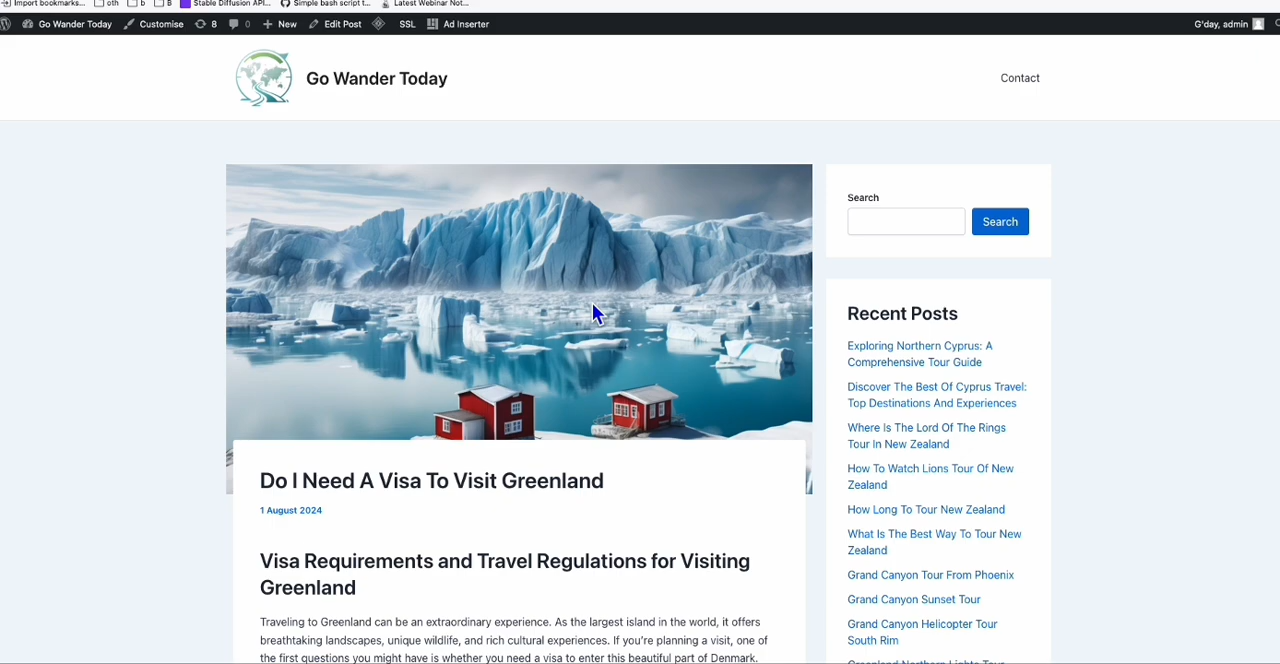 Import bookmarks... oth b B Stable Diffusion API... Simple bash script t... Latest Webinar Not...
Go Wander Today Customise 8 0 New Edit Post SSL Ad Inserter G'day, admin
Go Wander Today
Contact
Search
Search
Recent Posts
Exploring Northern Cyprus: A
Comprehensive Tour Guide
Discover The Best Of Cyprus Travel:
Top Destinations And Experiences
Where Is The Lord Of The Rings
Tour In New Zealand
How To Watch Lions Tour Of New
Zealand
How Long To Tour New Zealand
What Is The Best Way To Tour New
Zealand
Grand Canyon Tour From Phoenix
Grand Canyon Sunset Tour
Grand Canyon Helicopter Tour
South Rim
Greenland Northern Lights Tour
Do I Need A Visa To Visit Greenland
1 August 2024
Visa Requirements and Travel Regulations for Visiting
Greenland
Traveling to Greenland can be an extraordinary experience. As the largest island in the world, it offers
breathtaking landscapes, unique wildlife, and rich cultural experiences. If you're planning a visit, one of
the first questions you might have is whether you need a visa to enter this beautiful part of Denmark.